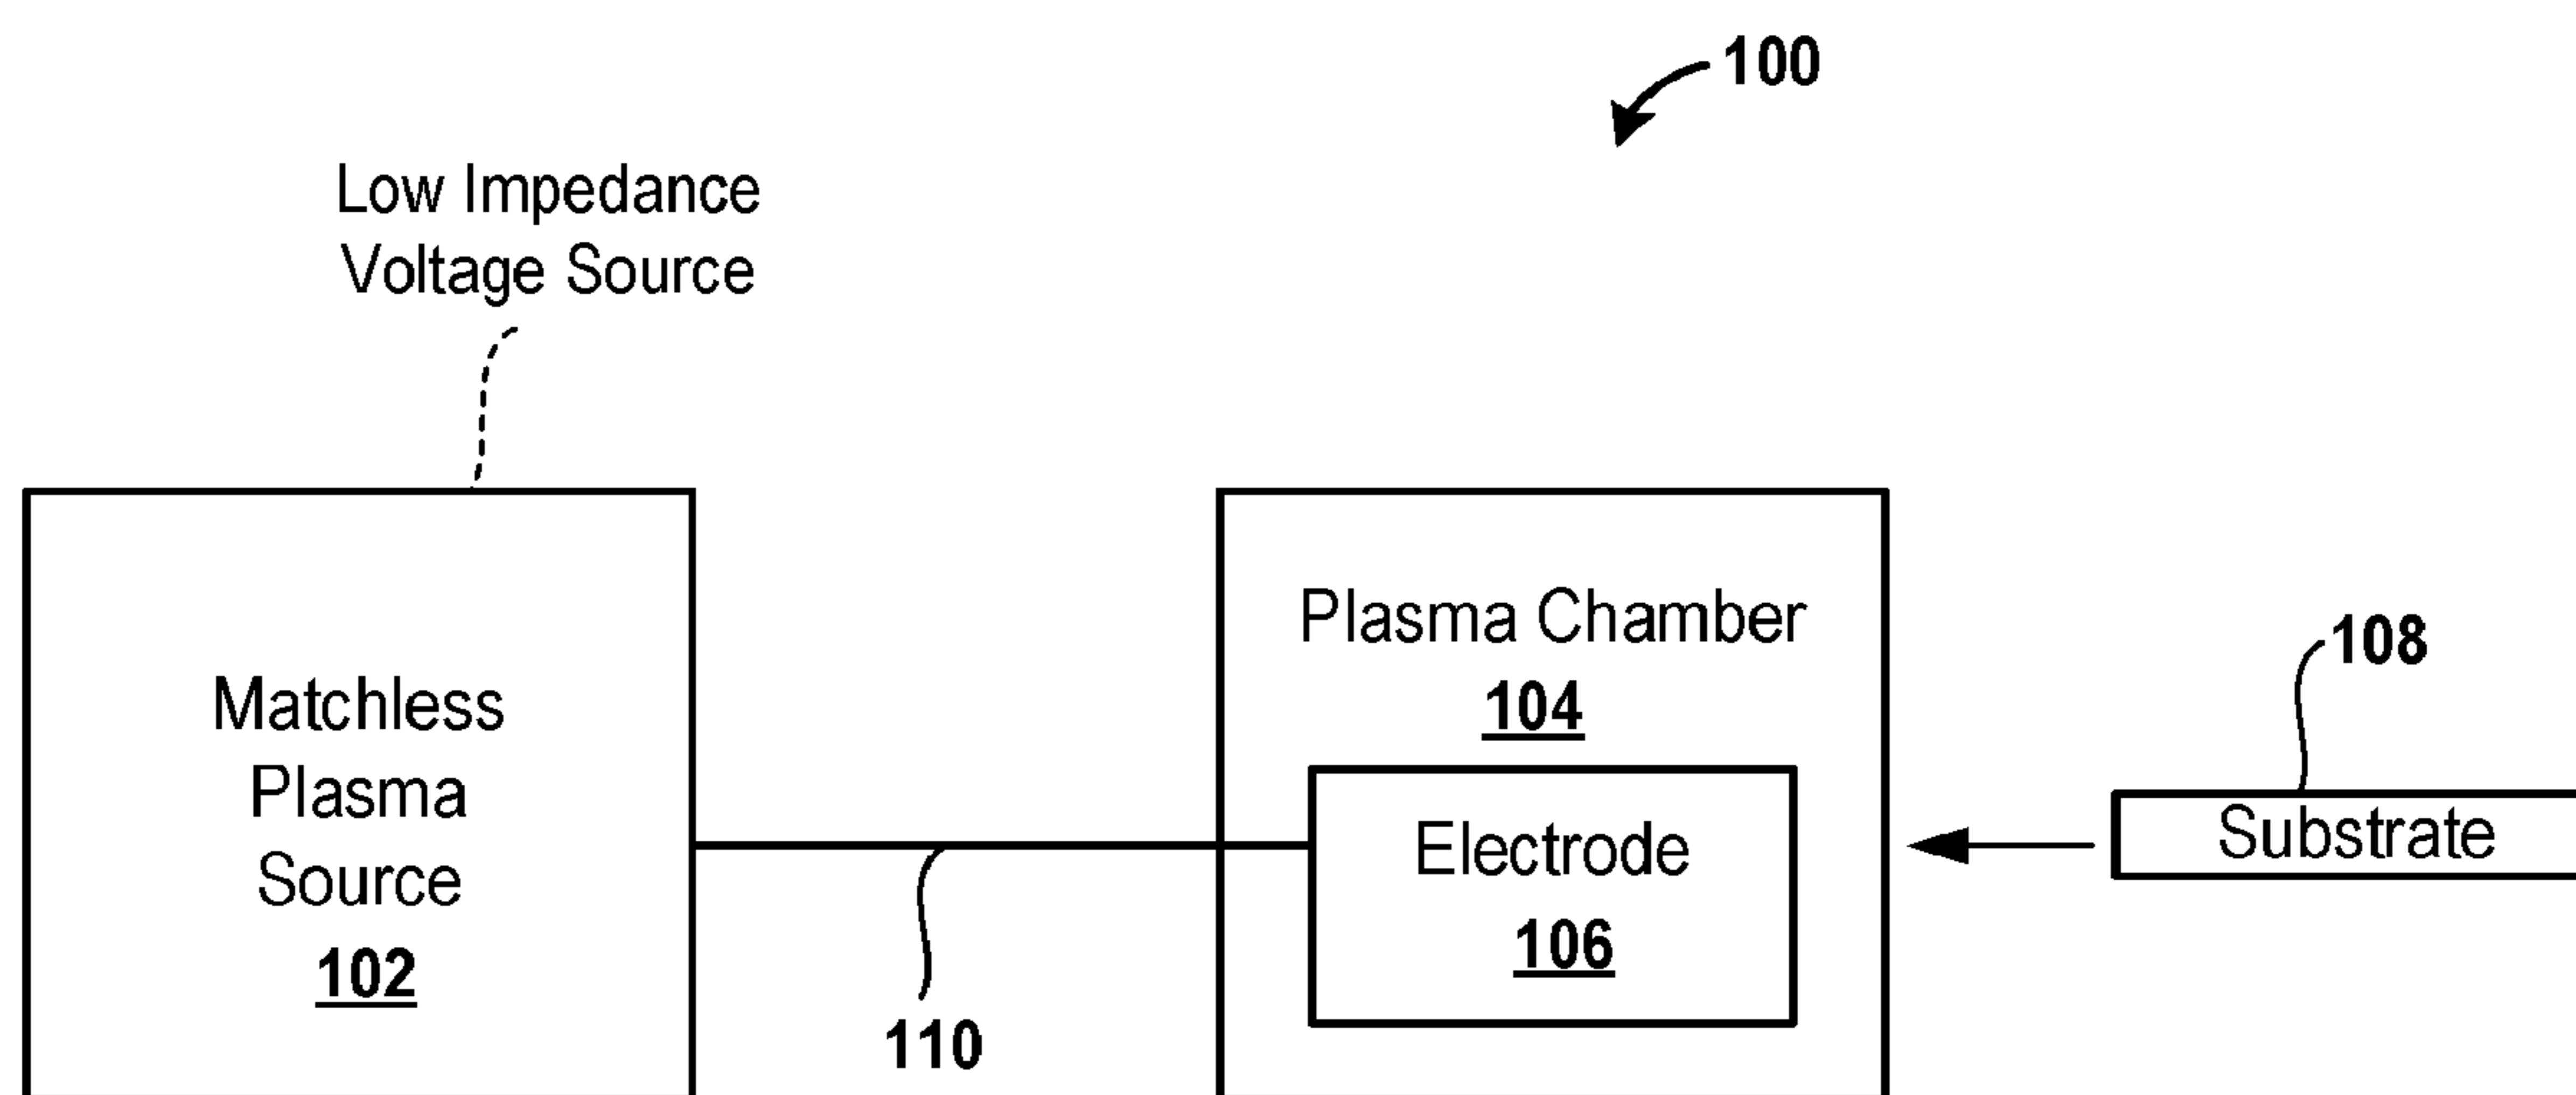 100
Low Impedance
Voltage Source
Plasma Chamber
104
108
Matchless
Plasma
Source
102
Electrode
106
Substrate
110